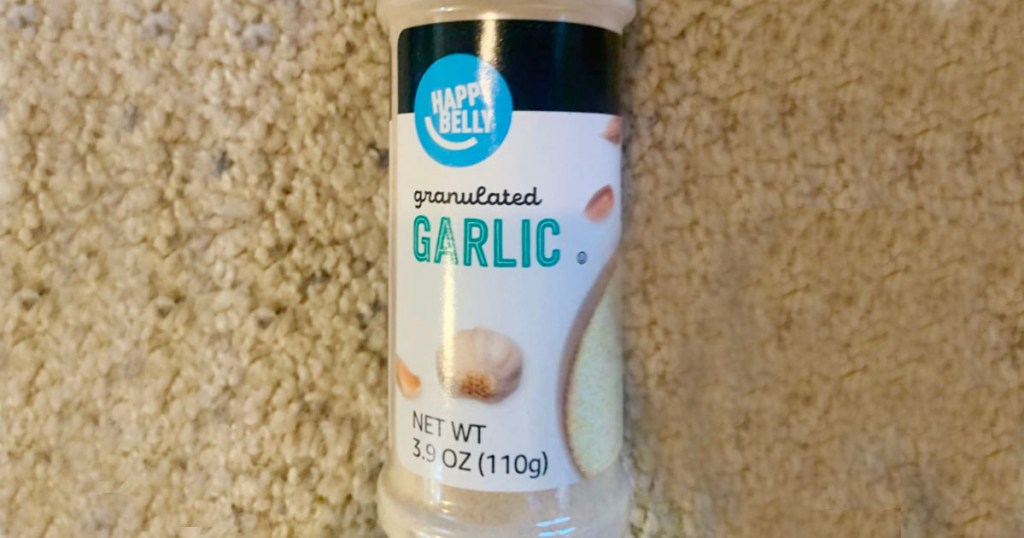 HAPPY
BELLY
granulated
GARLIC
NET WT
3.9 OZ (110g)